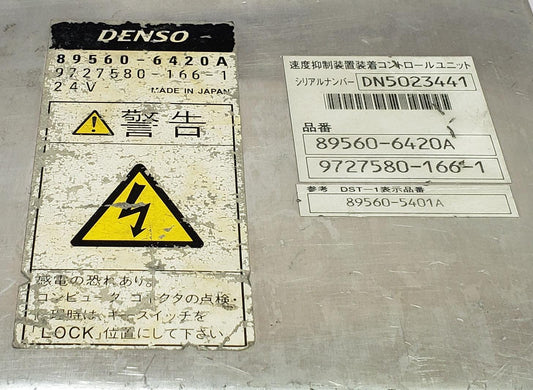 DENSO
89560-6420A
9727580-166-1
24V MADE IN JAPAN
警告
感電の恐れあり。
コンピュータ コネクタの点検・
修理時は、キースイッチを
「LOCK」位置にして下さい
速度抑制装置装着コントロールユニット
シリアルナンバー DN5023441
品番
89560-6420A
9727580-166-1
参考 DST-1表示品番
89560-5401A